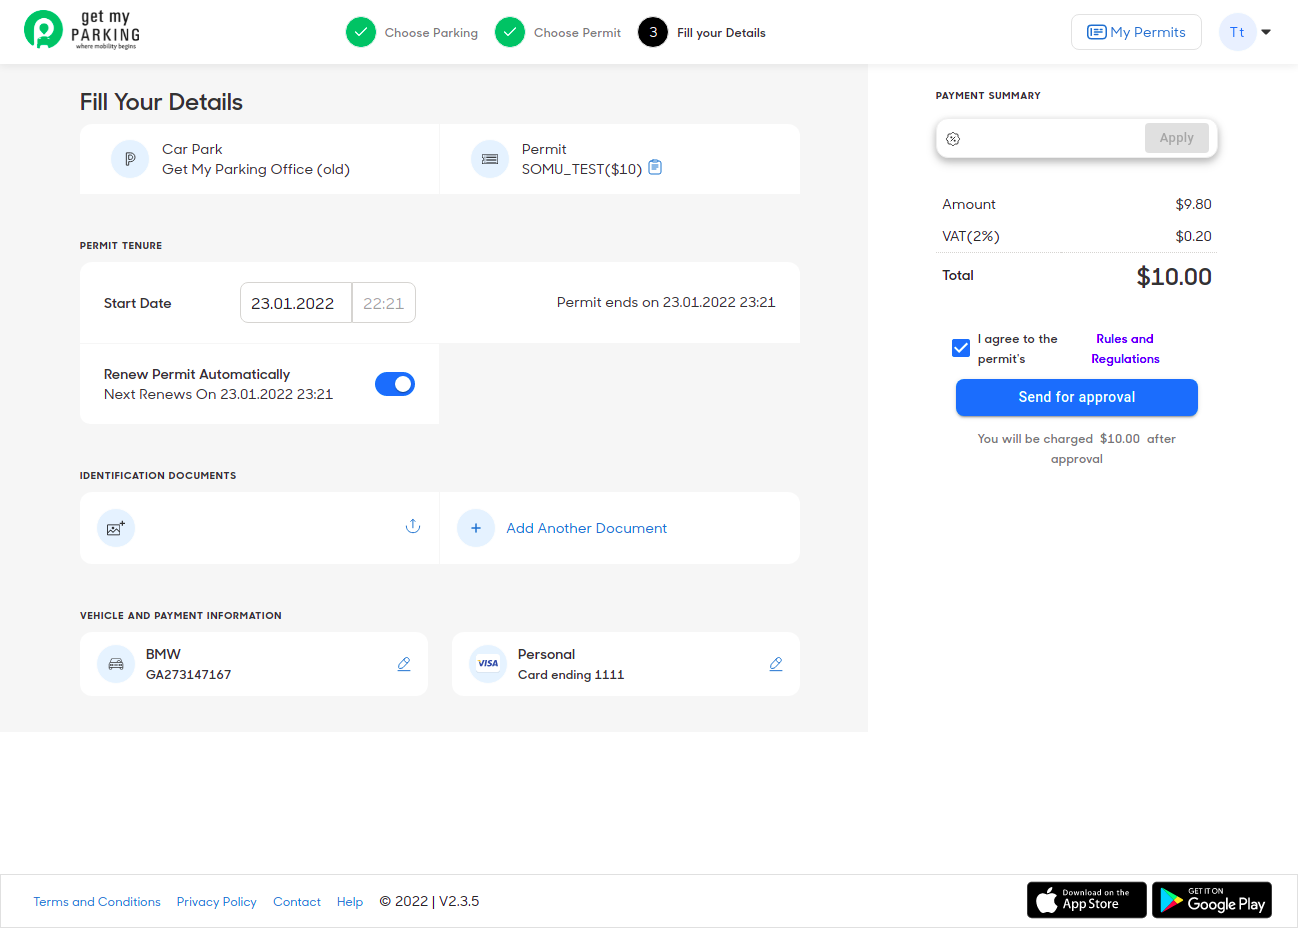 get my
PARKING
where mobility begins
Choose Parking
Choose Permit
3
Fill your Details
My Permits
Tt
Fill Your Details
Car Park
Get My Parking Office (old)
Permit
SOMU_TEST($10)
PERMIT TENURE
Start Date
23.01.2022
22:21
Permit ends on 23.01.2022 23:21
Renew Permit Automatically
Next Renews On 23.01.2022 23:21
IDENTIFICATION DOCUMENTS
Add Another Document
VEHICLE AND PAYMENT INFORMATION
BMW
GA273147167
VISA
Personal
Card ending 1111
PAYMENT SUMMARY
Apply
Amount
$9.80
VAT(2%)
$0.20
Total
$10.00
I agree to the
permit's
Rules and
Regulations
Send for approval
You will be charged $10.00 after
approval
Terms and Conditions
Privacy Policy
Contact
Help
© 2022 | V2.3.5
Download on the
App Store
GET IT ON
Google Play